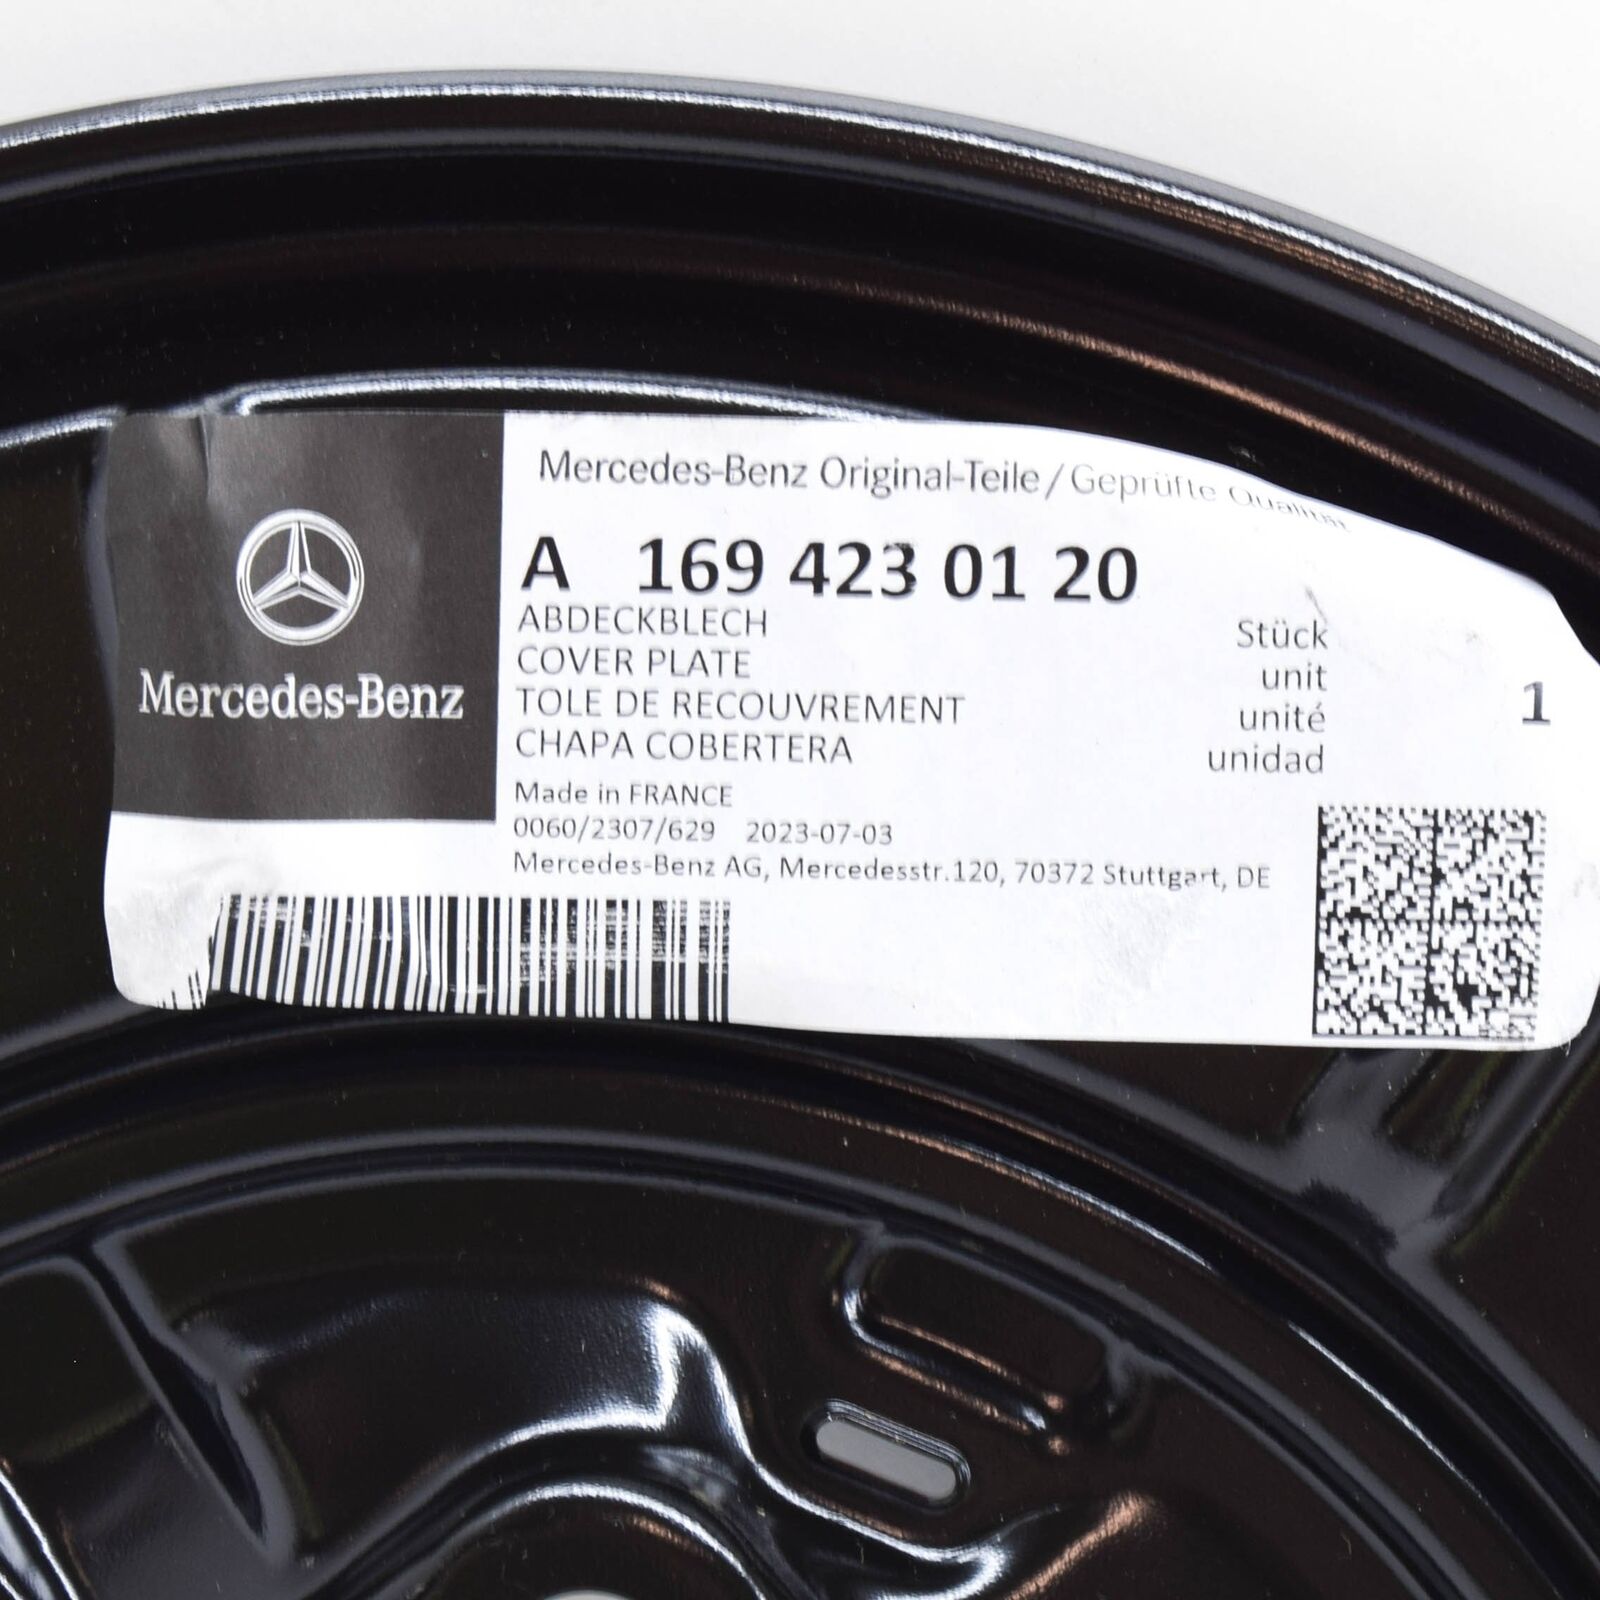 Mercedes-Benz
Mercedes-Benz Original-Teile / Geprüfte Qualität
A 169 423 01 20
ABDECKBLECH
COVER PLATE
TOLE DE RECOUVREMENT
CHAPA COBERTERA
Stück
unit
unité
unidad
1
Made in FRANCE
0060/2307/629 2023-07-03
Mercedes-Benz AG, Mercedesstr.120, 70372 Stuttgart, DE